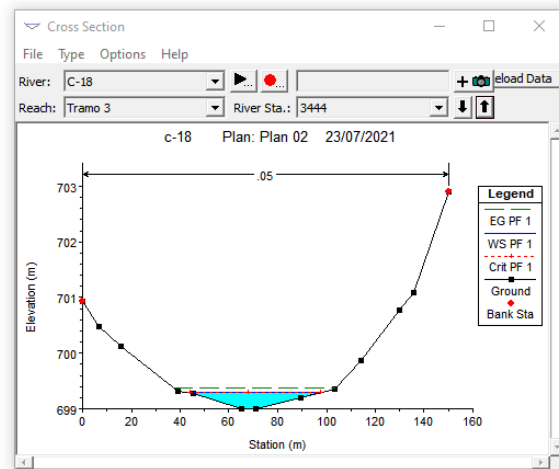 Cross Section
File Type Options Help
River: C-18 eload Data
Reach: Tramo 3 River Sta.: 3444
c-18 Plan: Plan 02 23/07/2021
.05
703
702
701
700
699
0 20 40 60 80 100 120 140 160
Elevation (m)
Station (m)
Legend
EG PF 1
WS PF 1
Crit PF 1
Ground
Bank Sta